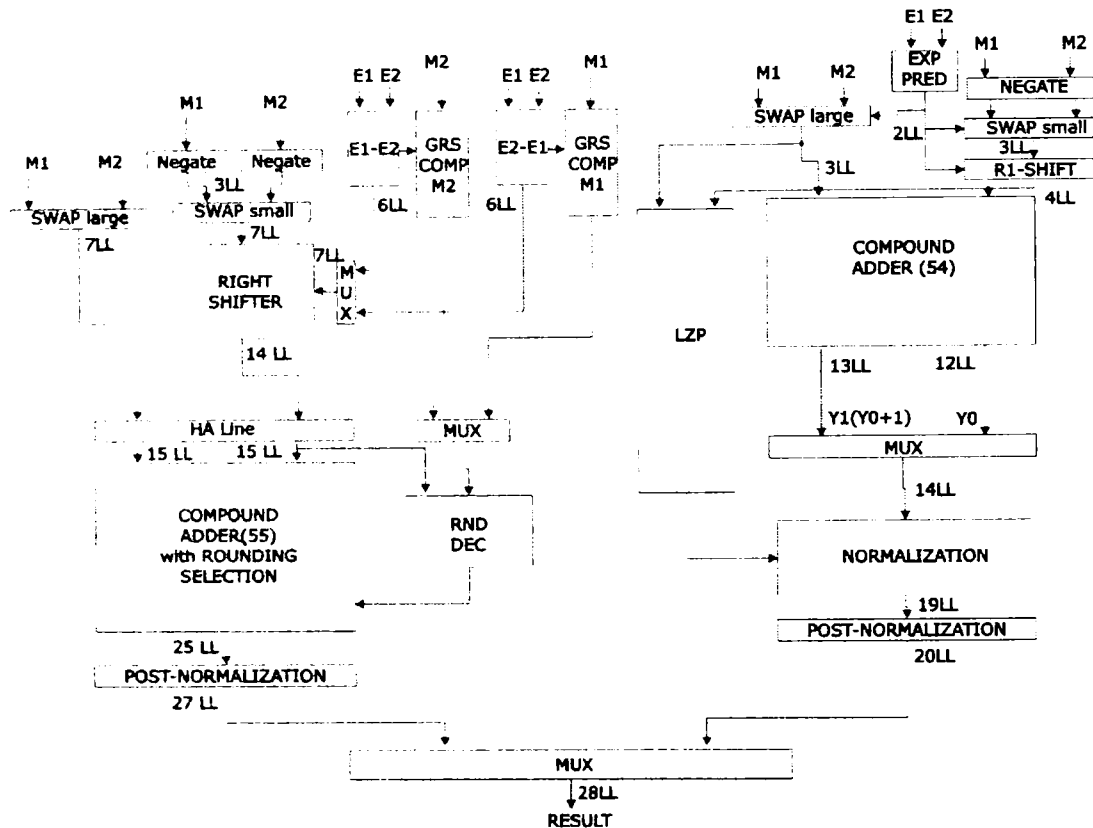 E1 E2
M1
M2
EXP
PRED
NEGATE
SWAP small
2LL
3LL
R1-SHIFT
4LL
M1
M2
SWAP large
3LL
E1 E2
M2
E1-E2
GRS
COMP
M2
6LL
E1 E2
M1
E2-E1
GRS
COMP
M1
6LL
M1
M2
Negate
Negate
3LL
SWAP small
7LL
M1
M2
SWAP large
7LL
RIGHT
SHIFTER
7LL
M
U
X
14 LL
LZP
COMPOUND
ADDER (54)
13LL
12LL
Y1(Y0+1)
Y0
MUX
14LL
HA Line
MUX
15 LL
15 LL
COMPOUND
ADDER(55)
with ROUNDING
SELECTION
RND
DEC
NORMALIZATION
19LL
POST-NORMALIZATION
20LL
25 LL
POST-NORMALIZATION
27 LL
MUX
28LL
RESULT